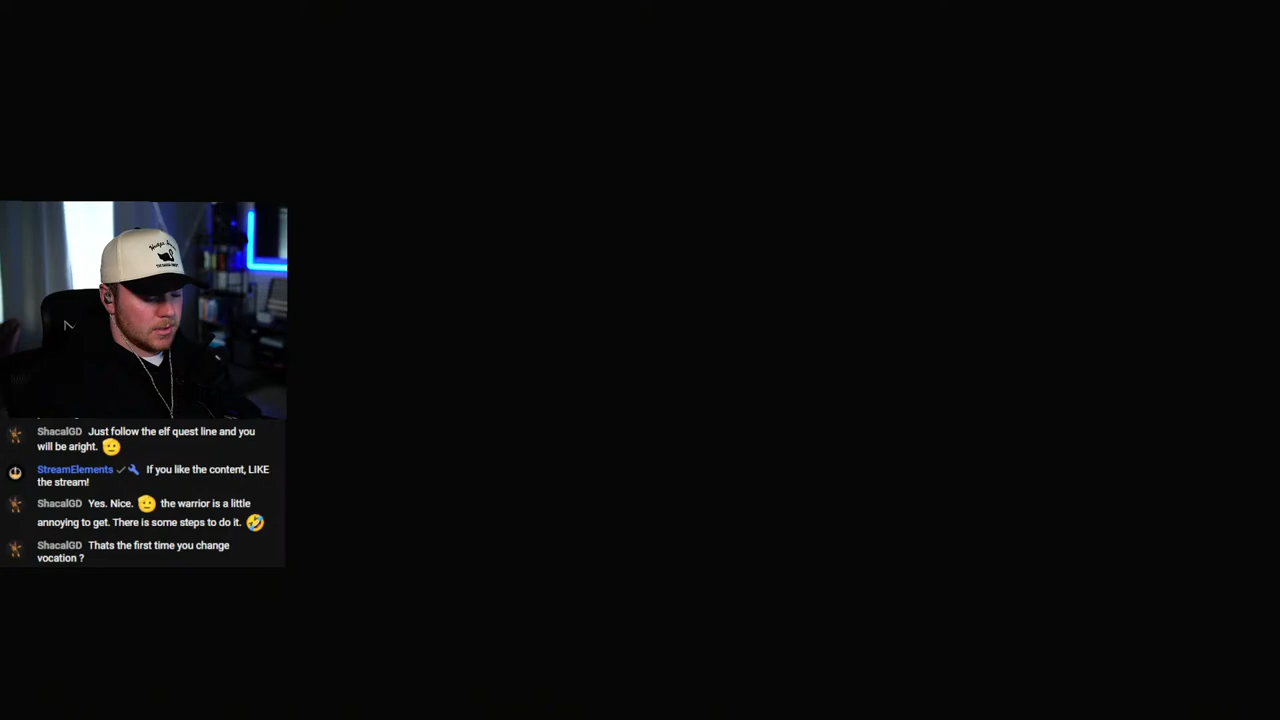 ShacalGD Just follow the elf quest line and you
will be aright. 🫡
StreamElements If you like the content, LIKE
the stream!
ShacalGD Yes. Nice. 🫡 the warrior is a little
annoying to get. There is some steps to do it. 🤣
ShacalGD Thats the first time you change
vocation ?